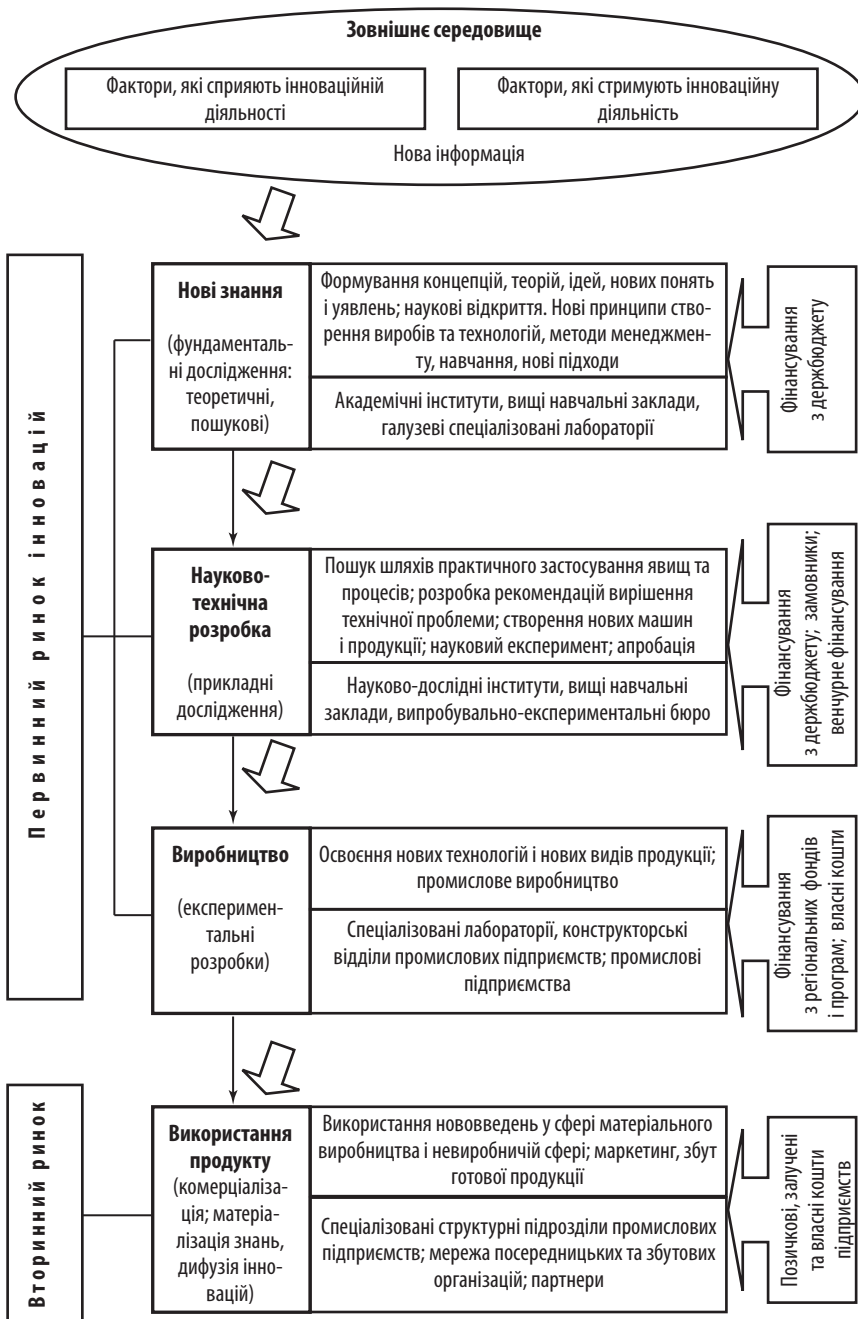 Зовнішнє середовище
Фактори, які сприяють інноваційній
діяльності
Фактори, які стримують інноваційну
діяльність
Нова інформація
Первинний ринок інновацій
Нові знання
(фундаменталь-
ні дослідження:
теоретичні,
пошукові)
Формування концепцій, теорій, ідей, нових понять
і уявлень; наукові відкриття. Нові принципи ство-
рення виробів та технологій, методи менеджмен-
ту, навчання, нові підходи
Академічні інститути, вищі навчальні заклади,
галузеві спеціалізовані лабораторії
Фінансування
з держбюджету
Науково-
технічна
розробка
(прикладні
дослідження)
Пошук шляхів практичного застосування явищ та
процесів; розробка рекомендацій вирішення
технічної проблеми; створення нових машин
і продукції; науковий експеримент; апробація
Науково-дослідні інститути, вищі навчальні
заклади, випробувально-експериментальні бюро
Фінансування
з держбюджету; замовники;
венчурне фінансування
Виробництво
(експеримен-
тальні
розробки)
Освоєння нових технологій і нових видів продукції;
промислове виробництво
Спеціалізовані лабораторії, конструкторські
відділи промислових підприємств; промислові
підприємства
Фінансування
з регіональних фондів
і програм; власні кошти
Вторинний ринок
Використання
продукту
(комерціаліза-
ція; матеріа-
лізація знань,
дифузія інно-
вацій)
Використання нововведень у сфері матеріального
виробництва і невиробничій сфері; маркетинг, збут
готової продукції
Спеціалізовані структурні підрозділи промислових
підприємств; мережа посередницьких та збутових
організацій; партнери
Позичкові, залучені
та власні кошти
підприємств